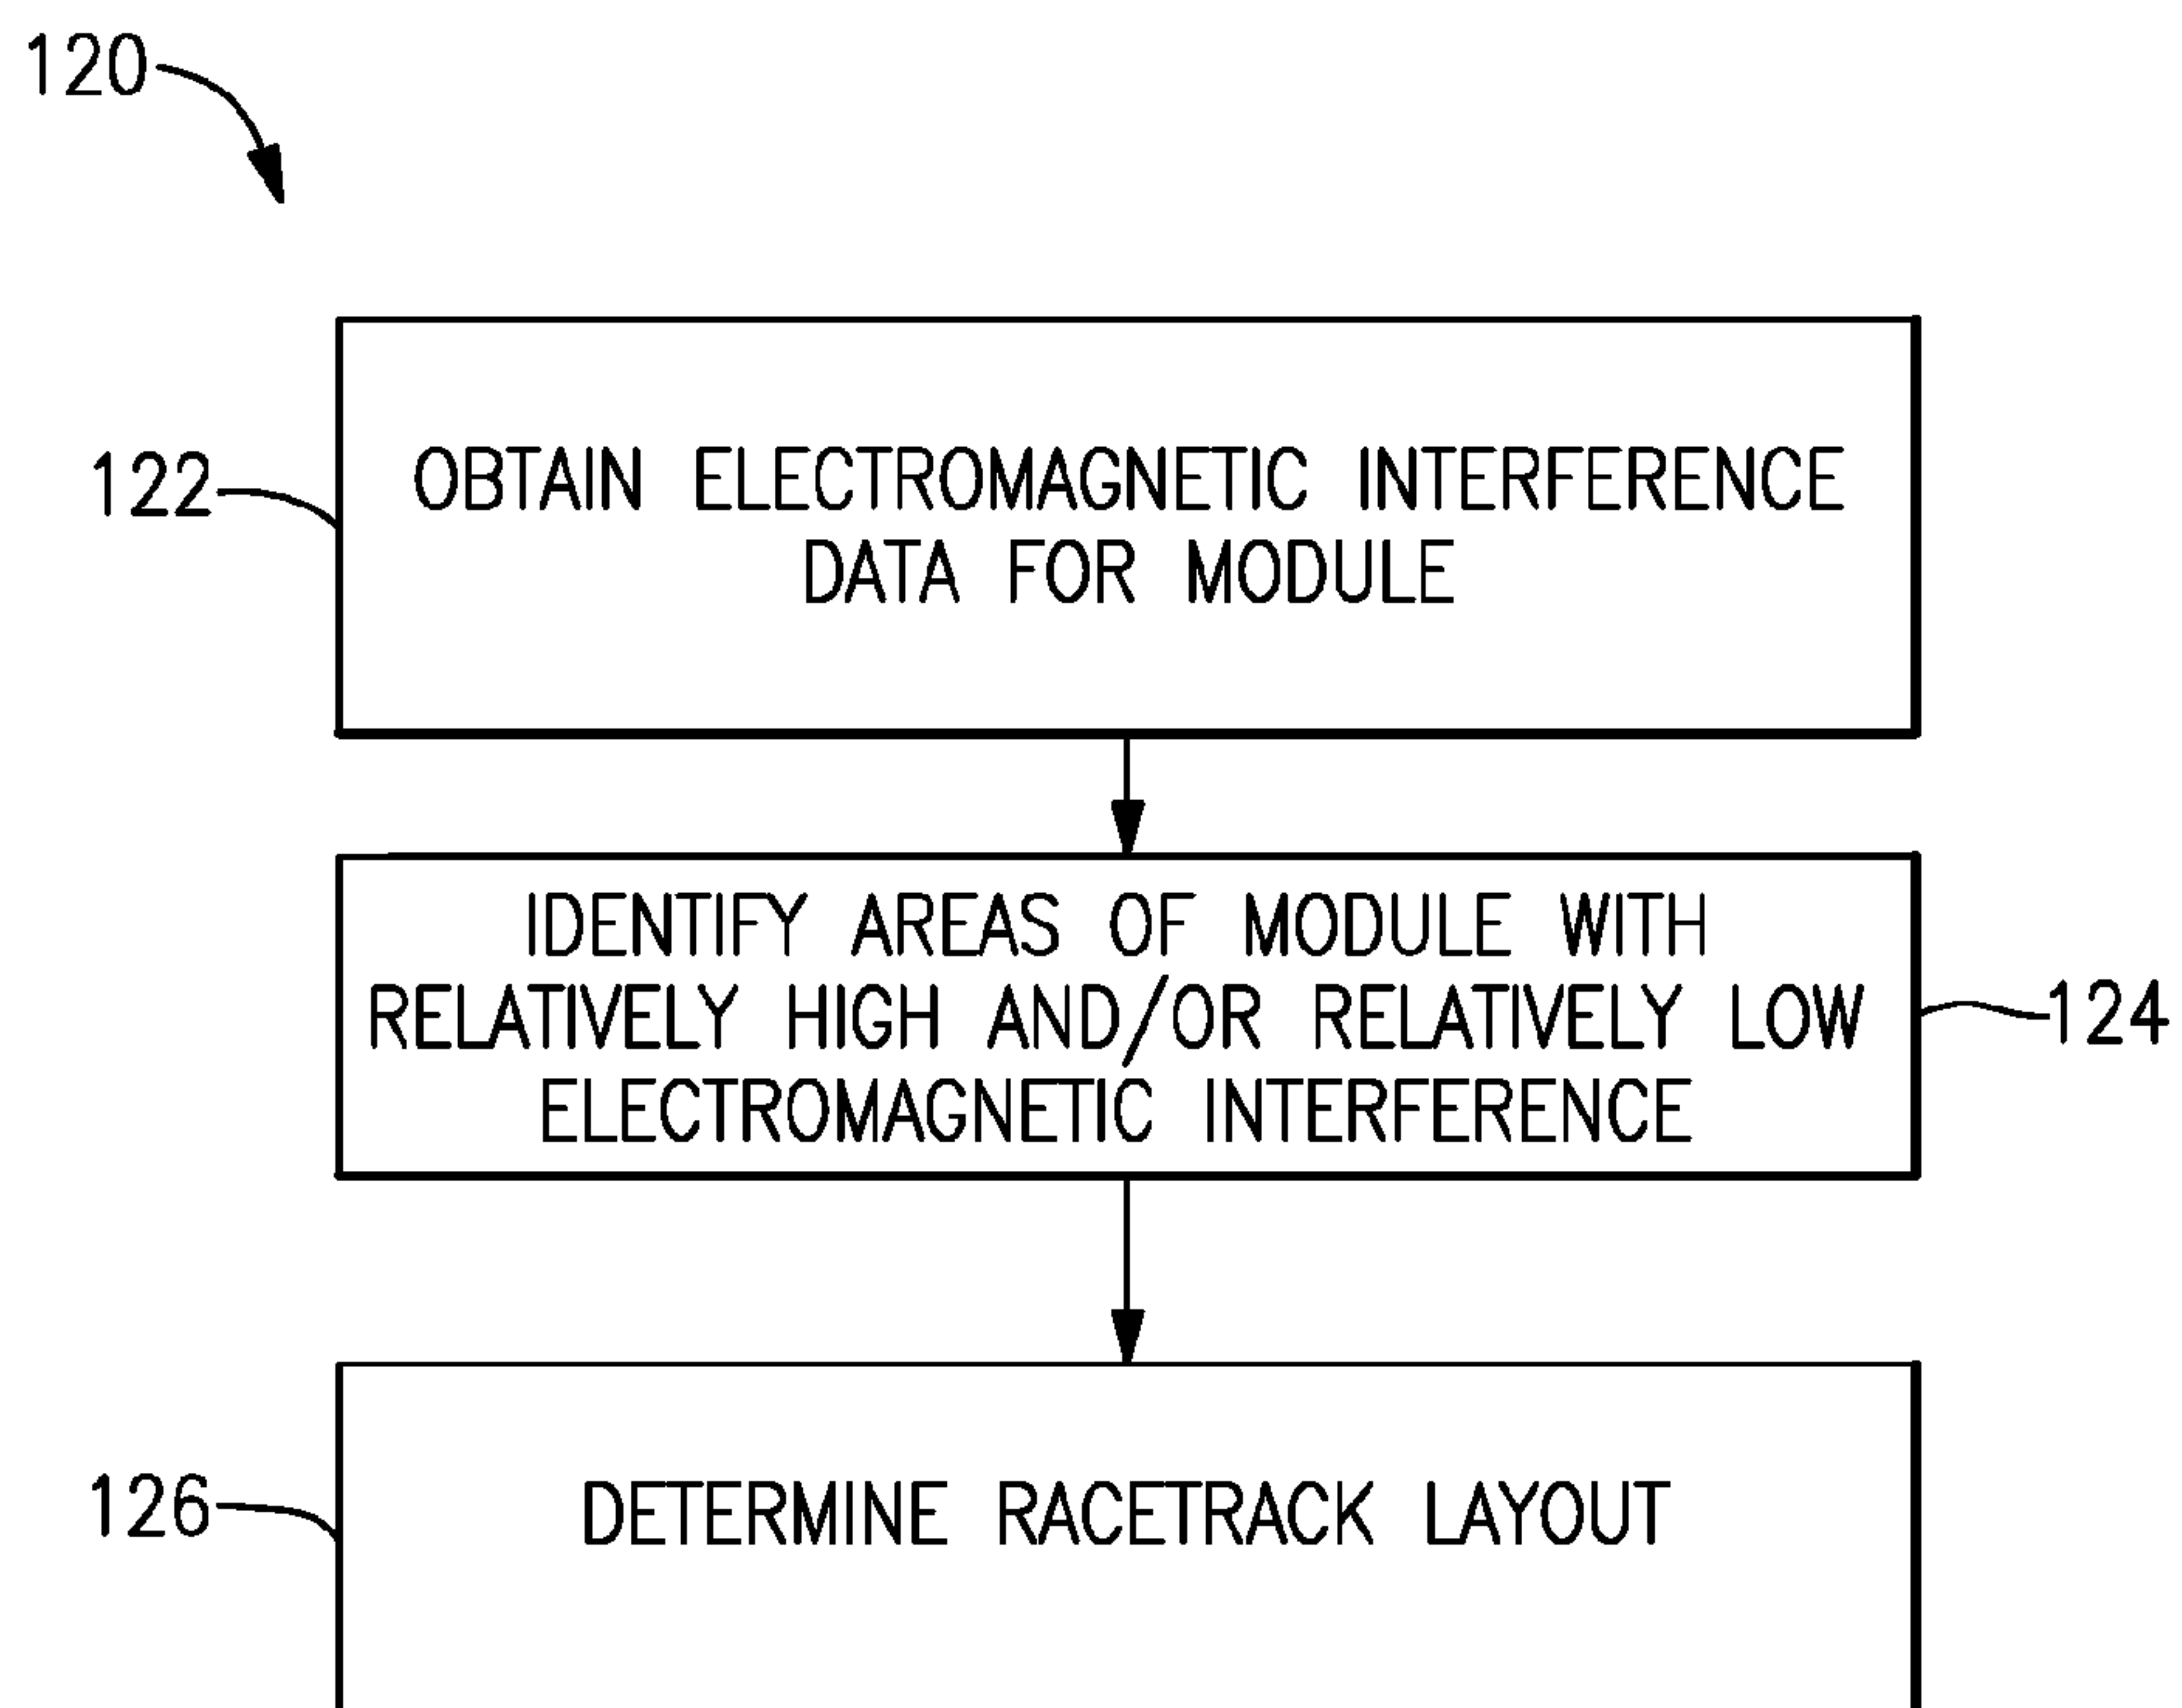 120
122
OBTAIN ELECTROMAGNETIC INTERFERENCE
DATA FOR MODULE
IDENTIFY AREAS OF MODULE WITH
RELATIVELY HIGH AND/OR RELATIVELY LOW
ELECTROMAGNETIC INTERFERENCE
124
126
DETERMINE RACETRACK LAYOUT